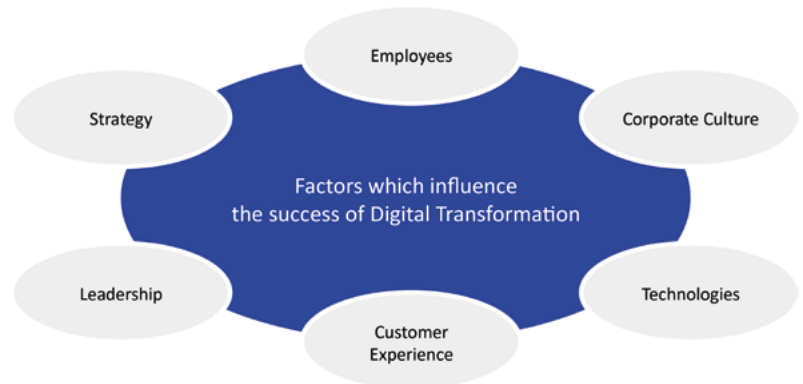 Employees
Strategy
Corporate Culture
Factors which influence
the success of Digital Transformation
Leadership
Technologies
Customer
Experience